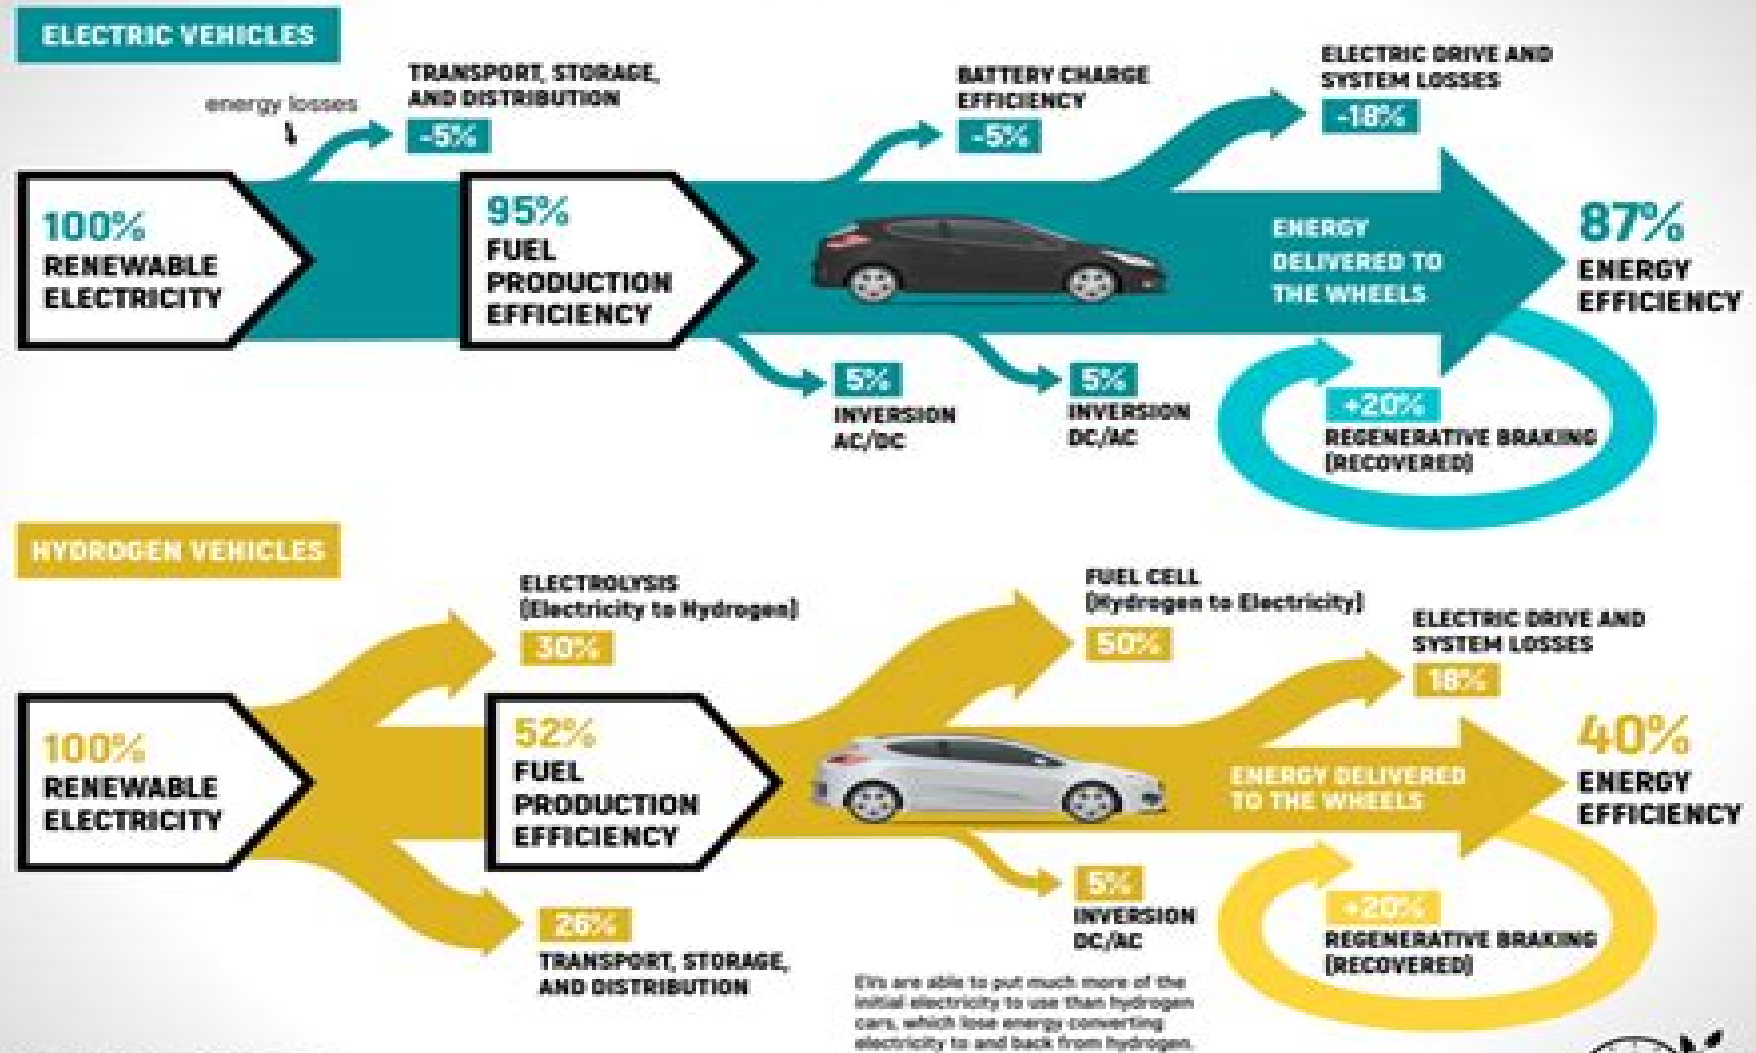 ELECTRIC VEHICLES
energy losses
TRANSPORT, STORAGE,
AND DISTRIBUTION
-5%
BATTERY CHARGE
EFFICIENCY
-5%
ELECTRIC DRIVE AND
SYSTEM LOSSES
-18%
100%
RENEWABLE
ELECTRICITY
95%
FUEL
PRODUCTION
EFFICIENCY
ENERGY
DELIVERED TO
THE WHEELS
87%
ENERGY
EFFICIENCY
5%
INVERSION
AC/DC
5%
INVERSION
DC/AC
+20%
REGENERATIVE BRAKING
(RECOVERED)
HYDROGEN VEHICLES
ELECTROLYSIS
(Electricity to Hydrogen)
30%
FUEL CELL
(Hydrogen to Electricity)
50%
ELECTRIC DRIVE AND
SYSTEM LOSSES
18%
100%
RENEWABLE
ELECTRICITY
52%
FUEL
PRODUCTION
EFFICIENCY
ENERGY DELIVERED
TO THE WHEELS
40%
ENERGY
EFFICIENCY
26%
TRANSPORT, STORAGE,
AND DISTRIBUTION
5%
INVERSION
DC/AC
+20%
REGENERATIVE BRAKING
(RECOVERED)
EVs are able to put much more of the
initial electricity to use than hydrogen
cars, which lose energy converting
electricity to and back from hydrogen.